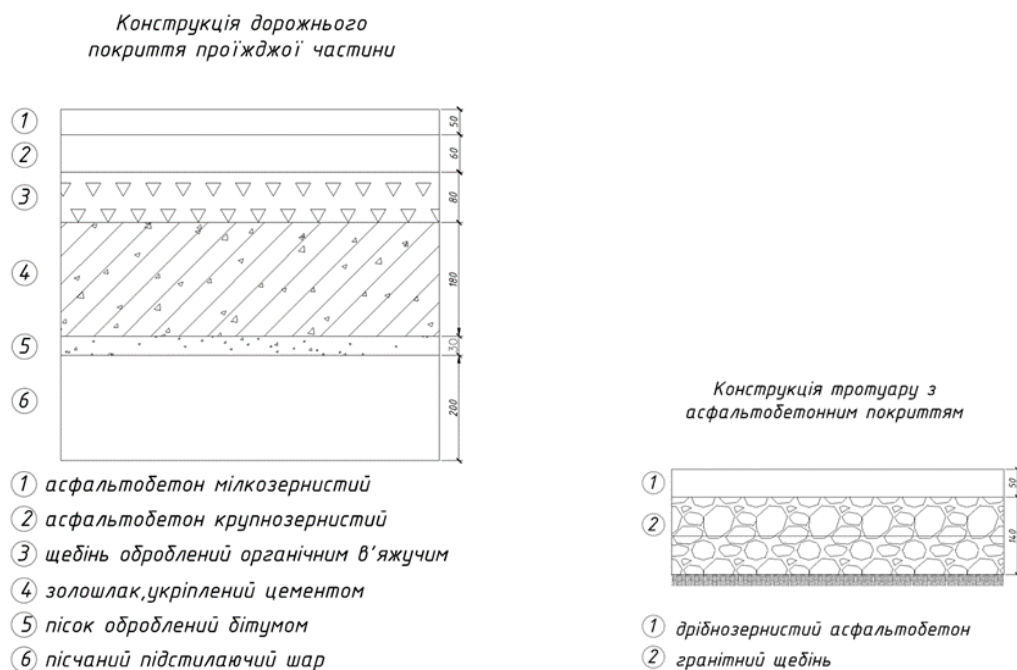 Конструкція дорожнього
покриття проїжджої частини
1
50
2
60
3
80
4
180
5
30
6
200
1 асфальтобетон мілкозернистий
2 асфальтобетон крупнозернистий
3 щебінь оброблений органічним в'яжучим
4 золошлак,укріплений цементом
5 пісок оброблений бітумом
6 пісчаний підстилаючий шар
Конструкція тротуару з
асфальтобетонним покриттям
1
50
2
140
1 дрібнозернистий асфальтобетон
2 гранітний щебінь